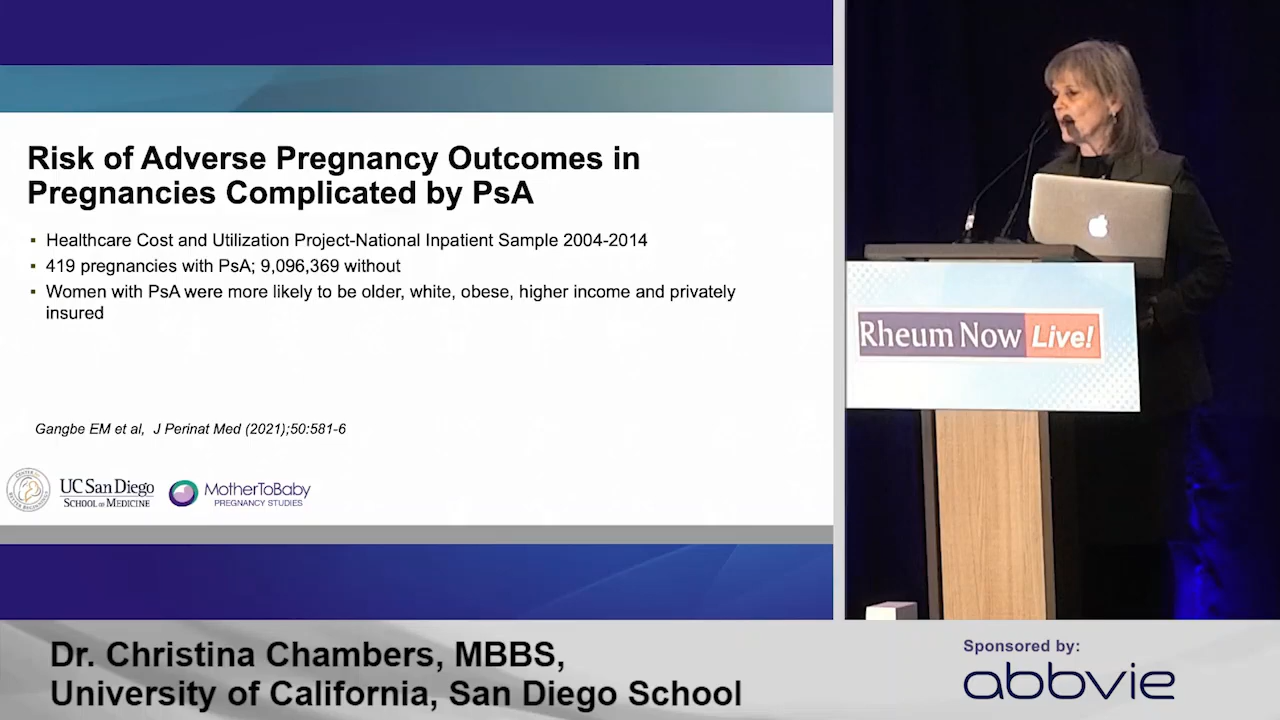 Risk of Adverse Pregnancy Outcomes in
Pregnancies Complicated by PsA
▪ Healthcare Cost and Utilization Project-National Inpatient Sample 2004-2014
▪ 419 pregnancies with PsA; 9,096,369 without
▪ Women with PsA were more likely to be older, white, obese, higher income and privately
insured
Gangbe EM et al, J Perinat Med (2021);50:581-6
UC San Diego
SCHOOL OF MEDICINE
MotherToBaby
PREGNANCY STUDIES
Rheum Now Live!
Dr. Christina Chambers, MBBS,
University of California, San Diego School
Sponsored by:
abbvie